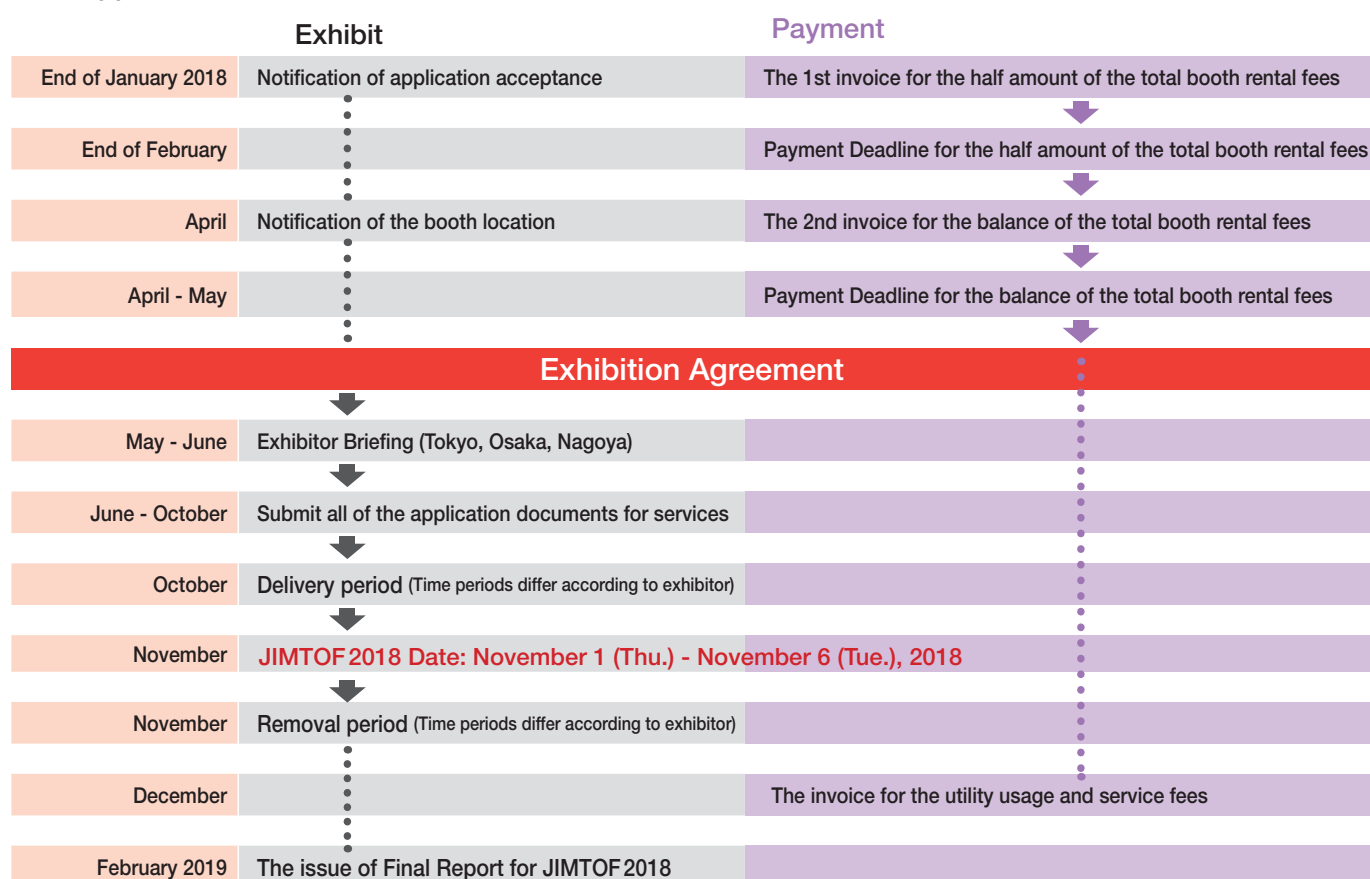 Exhibit Payment
End of January 2018 Notification of application acceptance The 1st invoice for the half amount of the total booth rental fees
End of February Payment Deadline for the half amount of the total booth rental fees
April Notification of the booth location The 2nd invoice for the balance of the total booth rental fees
April - May Payment Deadline for the balance of the total booth rental fees
Exhibition Agreement
May - June Exhibitor Briefing (Tokyo, Osaka, Nagoya)
June - October Submit all of the application documents for services
October Delivery period (Time periods differ according to exhibitor)
November JIMTOF 2018 Date: November 1 (Thu.) - November 6 (Tue.), 2018
November Removal period (Time periods differ according to exhibitor)
December The invoice for the utility usage and service fees
February 2019 The issue of Final Report for JIMTOF 2018